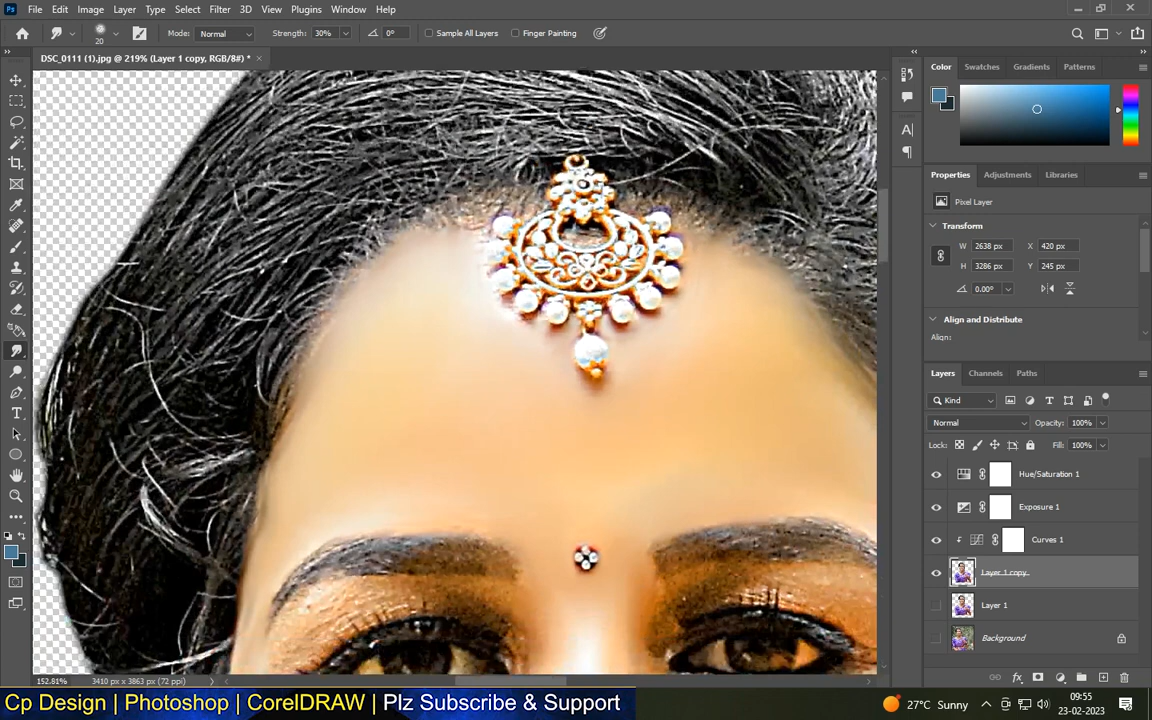 Ps File Edit Image Layer Type Select Filter 3D View Plugins Window Help
20 Mode: Normal Strength: 30% 0° Sample All Layers Finger Painting
DSC_0111 (1).jpg @ 219% (Layer 1 copy, RGB/8#) * ×
Color Swatches Gradients Patterns
Properties Adjustments Libraries
Pixel Layer
Transform
W 2638 px X 420 px
H 3286 px Y 245 px
0.00°
Align and Distribute
Align:
Layers Channels Paths
Kind
Normal Opacity: 100%
Lock: Fill: 100%
Hue/Saturation 1
Exposure 1
Curves 1
Layer 1 copy
Layer 1
Background
152.81% 3410 px x 3863 px (72 ppi)
Cp Design | Photoshop | CorelDRAW | Plz Subscribe & Support
27°C Sunny
09:55
23-02-2023